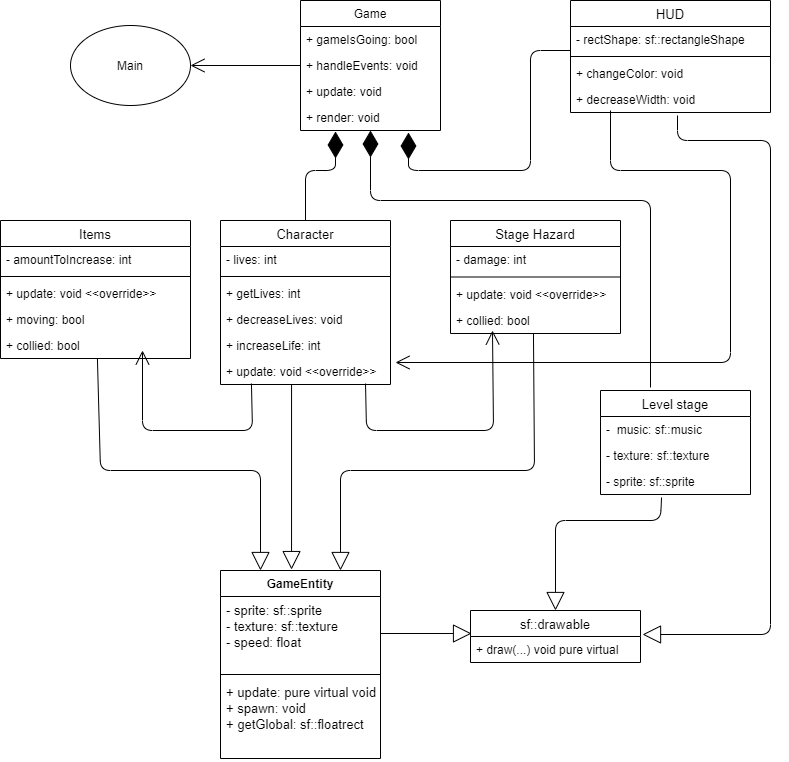 Game
+ gameIsGoing: bool
+ handleEvents: void
+ update: void
+ render: void
HUD
- rectShape: sf::rectangleShape
+ changeColor: void
+ decreaseWidth: void
Main
Items
- amountToIncrease: int
+ update: void <<override>>
+ moving: bool
+ collied: bool
Character
- lives: int
+ getLives: int
+ decreaseLives: void
+ increaseLife: int
+ update: void <<override>>
Stage Hazard
- damage: int
+ update: void <<override>>
+ collied: bool
Level stage
- music: sf::music
- texture: sf::texture
- sprite: sf::sprite
GameEntity
- sprite: sf::sprite
- texture: sf::texture
- speed: float
+ update: pure virtual void
+ spawn: void
+ getGlobal: sf::floatrect
sf::drawable
+ draw(...) void pure virtual